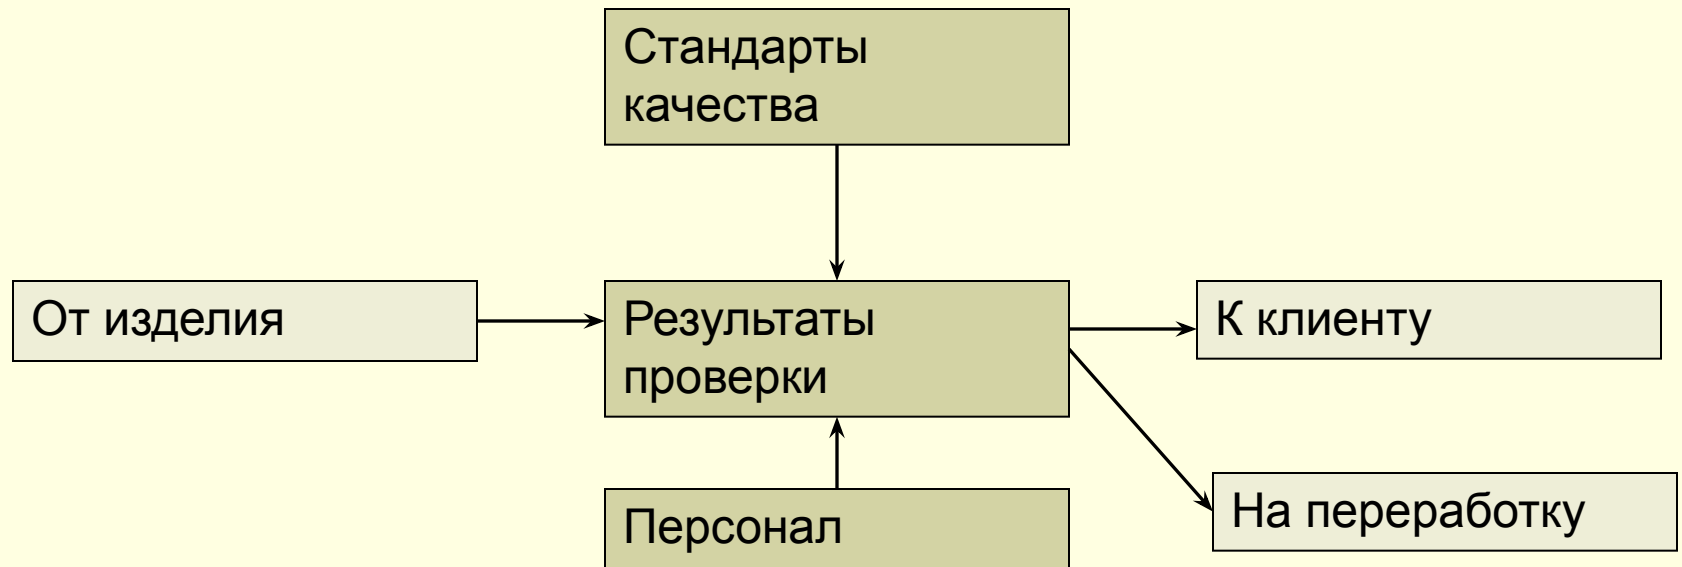 Стандарты
качества
От изделия
Результаты
проверки
К клиенту
На переработку
Персонал